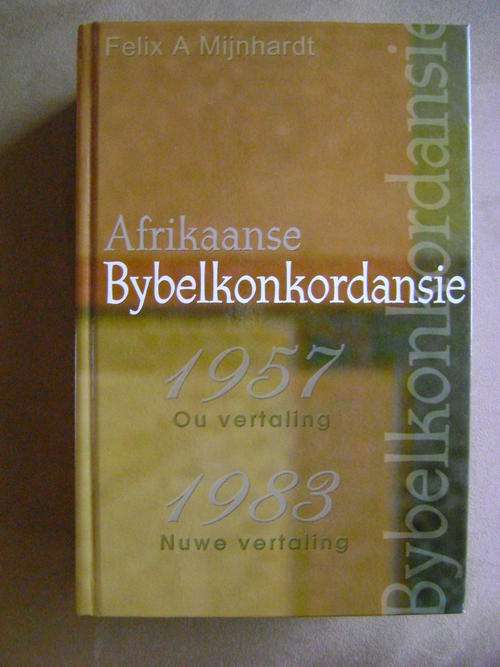 Felix A Mijnhardt
Afrikaanse
Bybelkonkordansie
1957
Ou vertaling
1983
Nuwe vertaling
Bybelkonkordansie